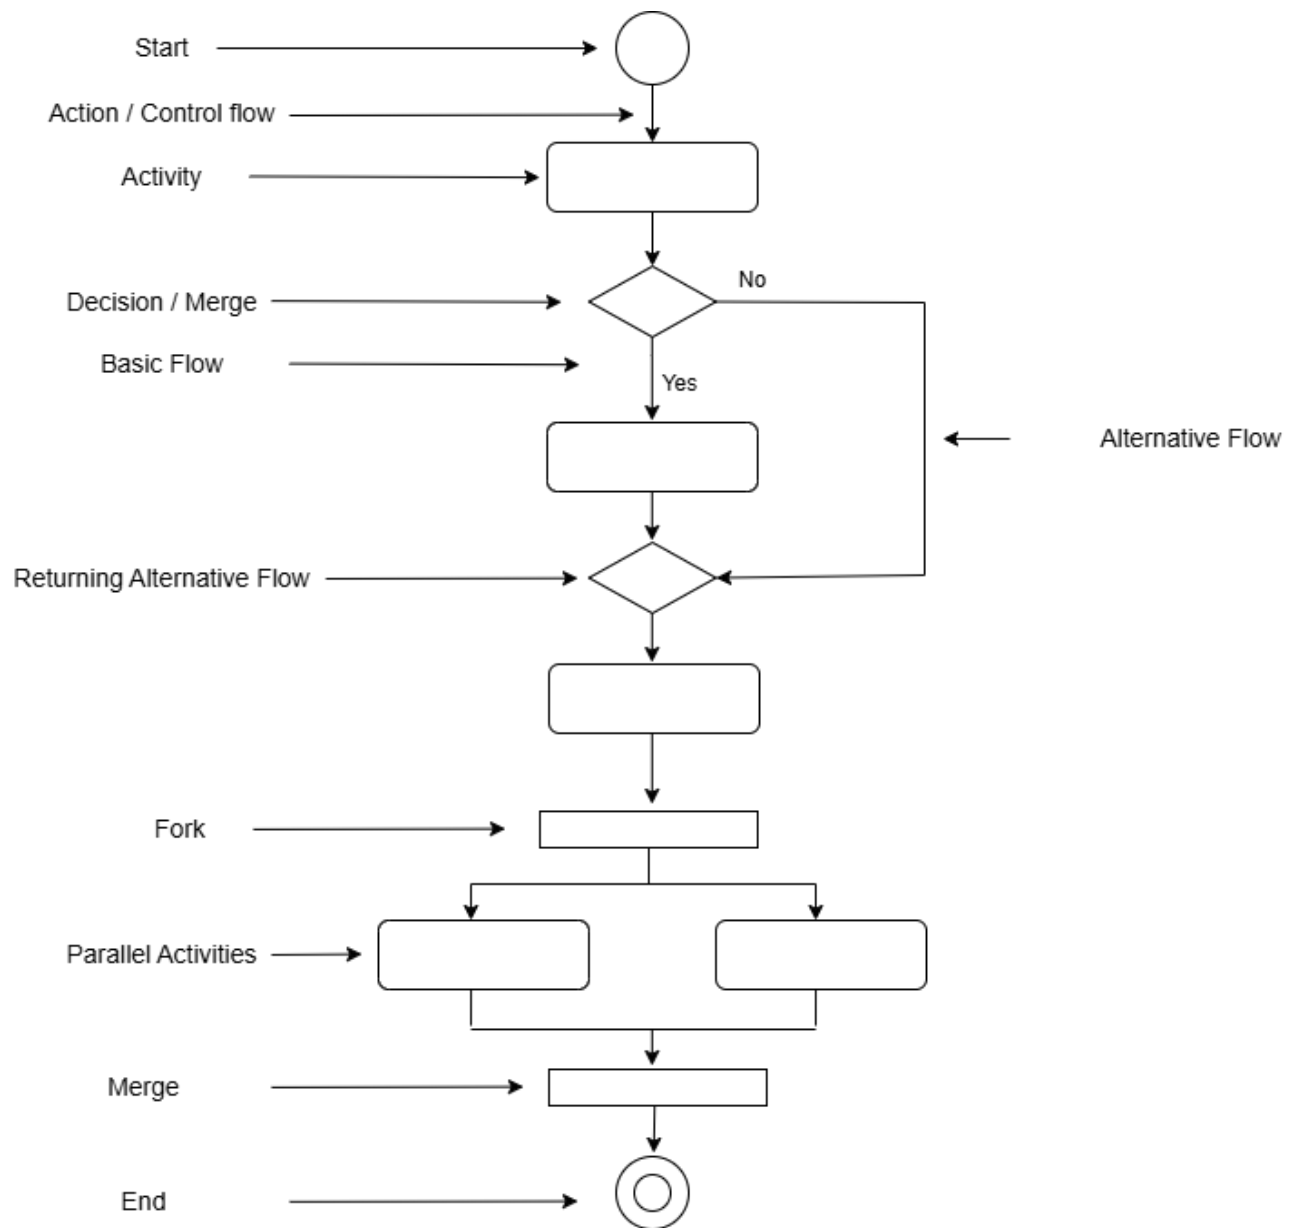 Start
Action / Control flow
Activity
No
Decision / Merge
Basic Flow
Yes
Alternative Flow
Returning Alternative Flow
Fork
Parallel Activities
Merge
End